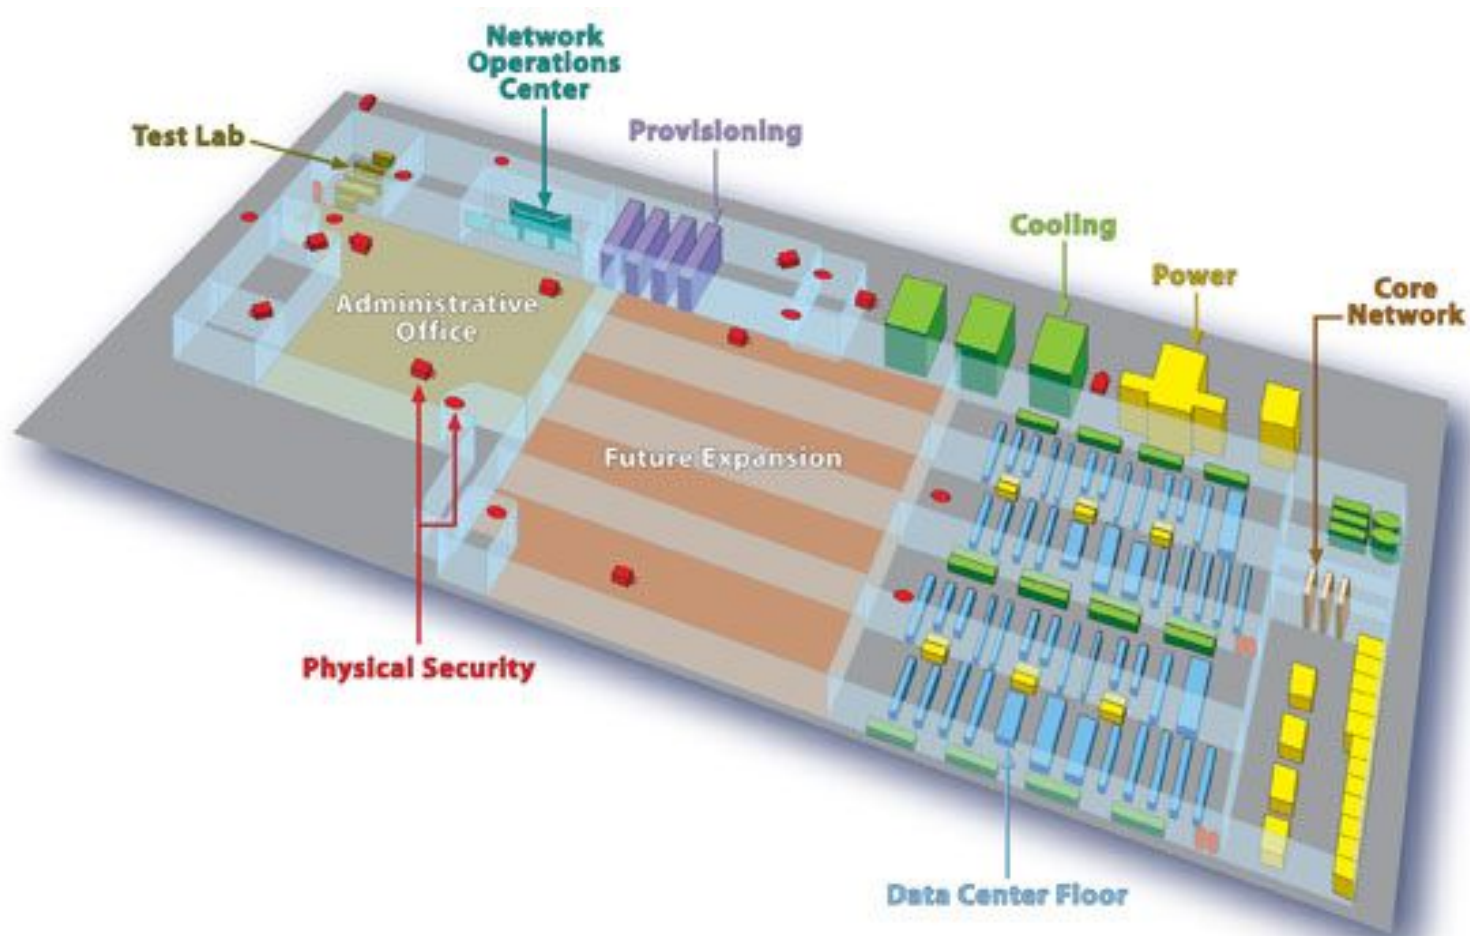 Network
Operations
Center
Test Lab
Provisioning
Cooling
Power
Core
Network
Administrative
Office
Future Expansion
Physical Security
Data Center Floor